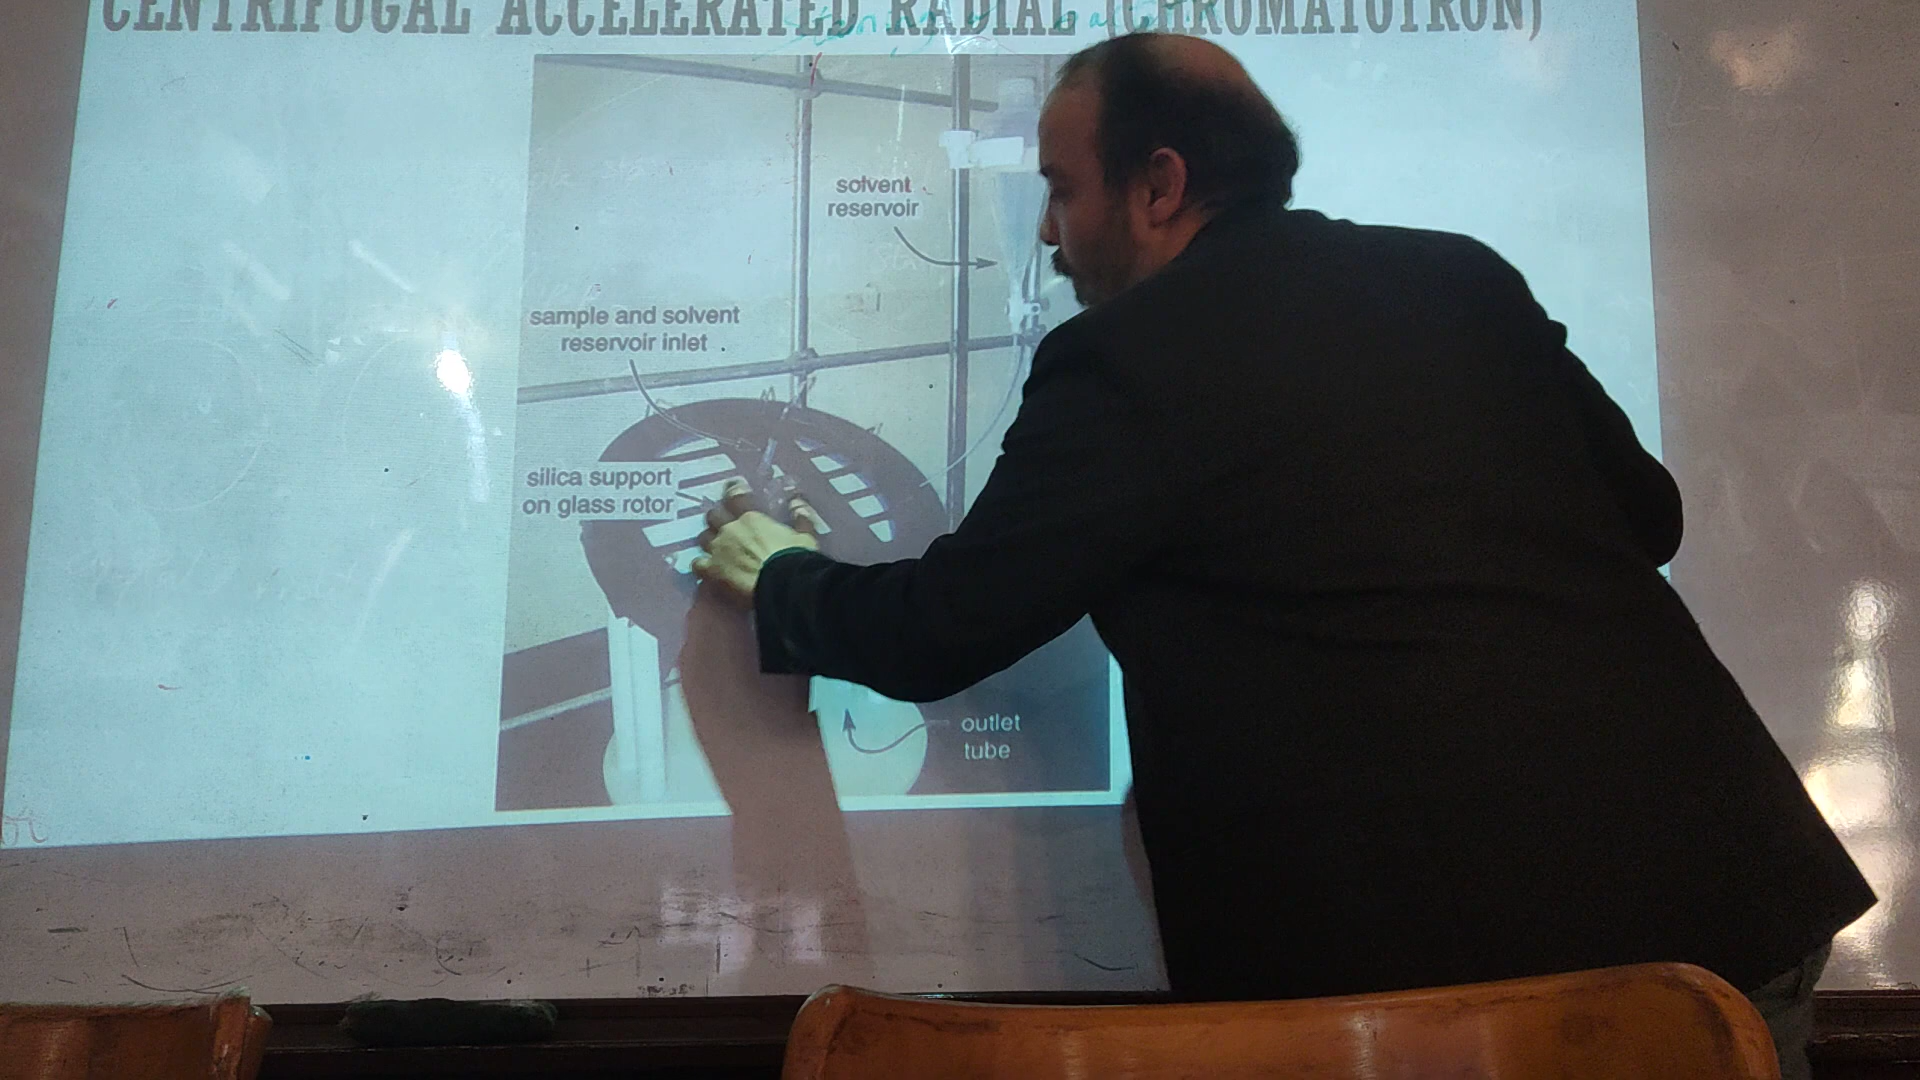 CENTRIFUGAL ACCELERATED RADIAL (CHROMATOTRON)
solvent
reservoir
sample and solvent
reservoir inlet
silica support
on glass rotor
outlet
tube